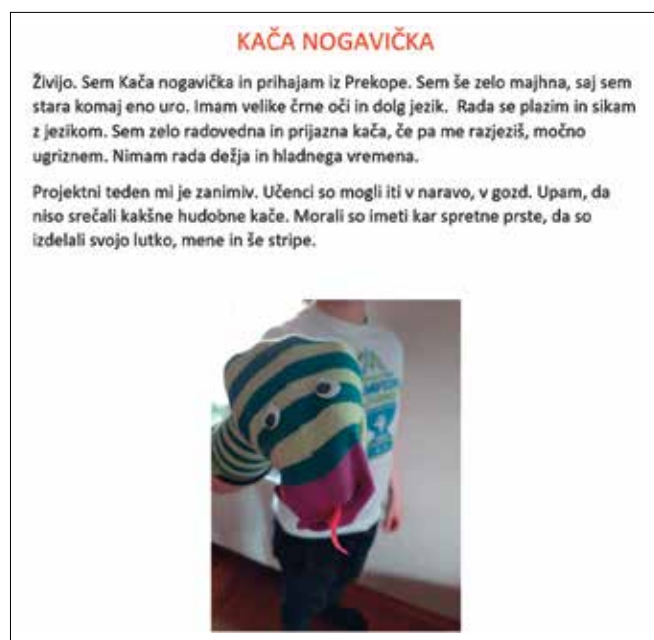 KAČA NOGAVIČKA
Živijo. Sem Kača nogavička in prihajam iz Prekope. Sem še zelo majhna, saj sem
stara komaj eno uro. Imam velike črne oči in dolg jezik. Rada se plazim in sikam
z jezikom. Sem zelo radovedna in prijazna kača, če pa me razjeziš, močno
ugriznem. Nimam rada dežja in hladnega vremena.
Projektni teden mi je zanimiv. Učenci so mogli iti v naravo, v gozd. Upam, da
niso srečali kakšne hudobne kače. Morali so imeti kar spretne prste, da so
izdelali svojo lutko, mene in še stripe.